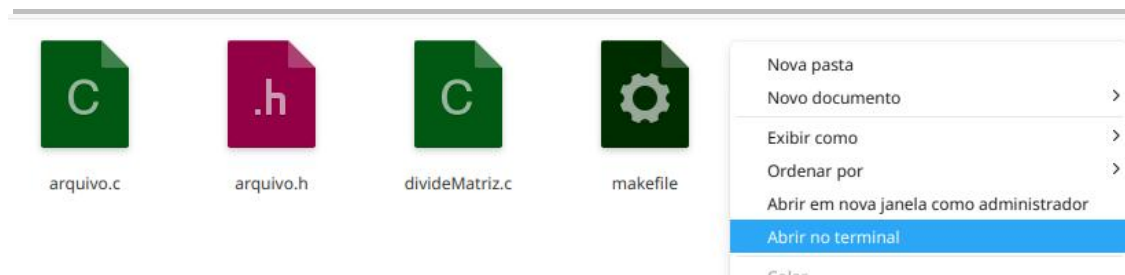 C
.h
C
arquivo.c
arquivo.h
divideMatriz.c
makefile
Nova pasta
Novo documento
Exibir como
Ordenar por
Abrir em nova janela como administrador
Abrir no terminal